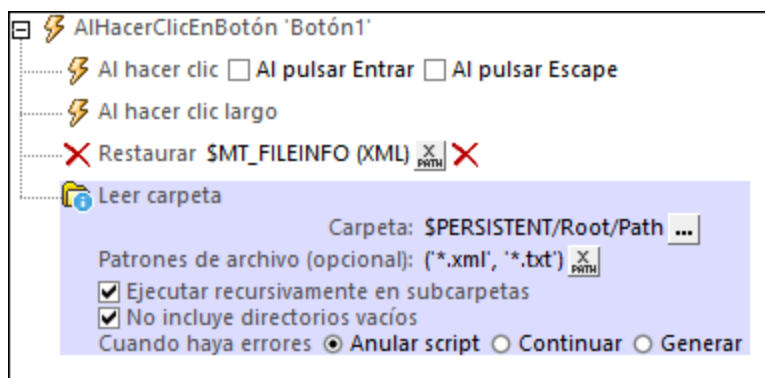 AlHacerClicEnBotón 'Botón1'
Al hacer clic Al pulsar Entrar Al pulsar Escape
Al hacer clic largo
Restaurar $MT_FILEINFO (XML) X PATH
Leer carpeta
Carpeta: $PERSISTENT/Root/Path ...
Patrones de archivo (opcional): ('*.xml', '*.txt') X PATH
Ejecutar recursivamente en subcarpetas
No incluye directorios vacíos
Cuando haya errores Anular script Continuar Generar